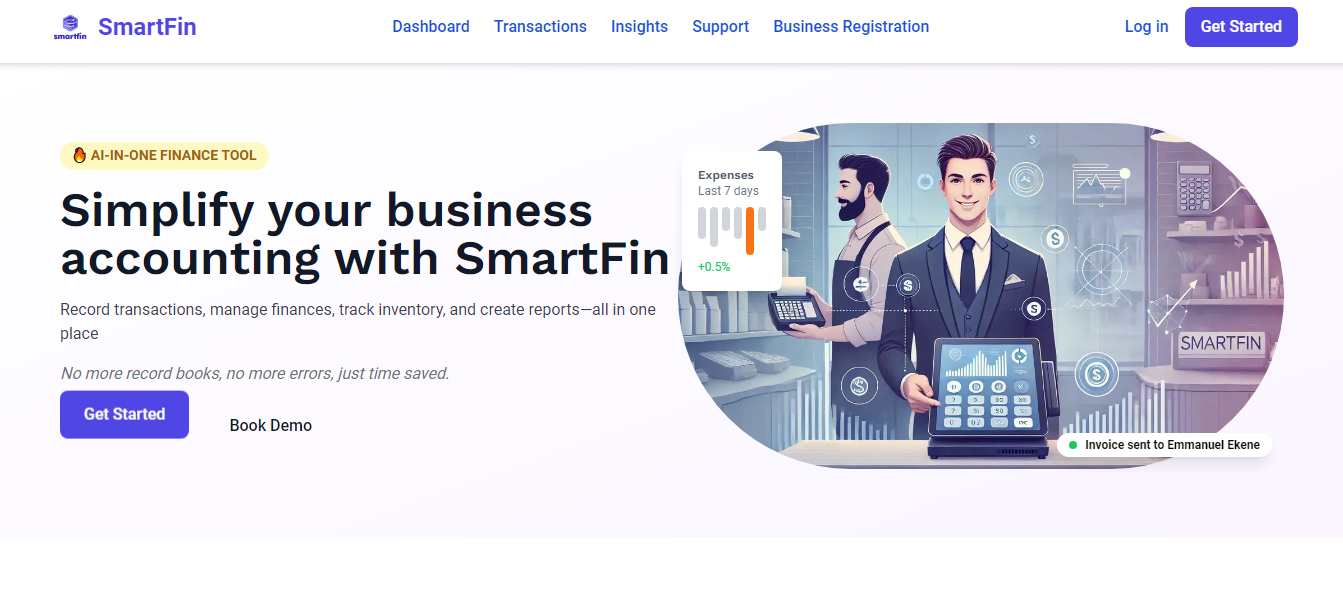 smartfin
SmartFin
Dashboard
Transactions
Insights
Support
Business Registration
Log in
Get Started
🔥 AI-IN-ONE FINANCE TOOL
Simplify your business
accounting with SmartFin
Record transactions, manage finances, track inventory, and create reports—all in one
place
No more record books, no more errors, just time saved.
Get Started
Book Demo
Expenses
Last 7 days
+0.5%
SMARTFIN
Invoice sent to Emmanuel Ekene